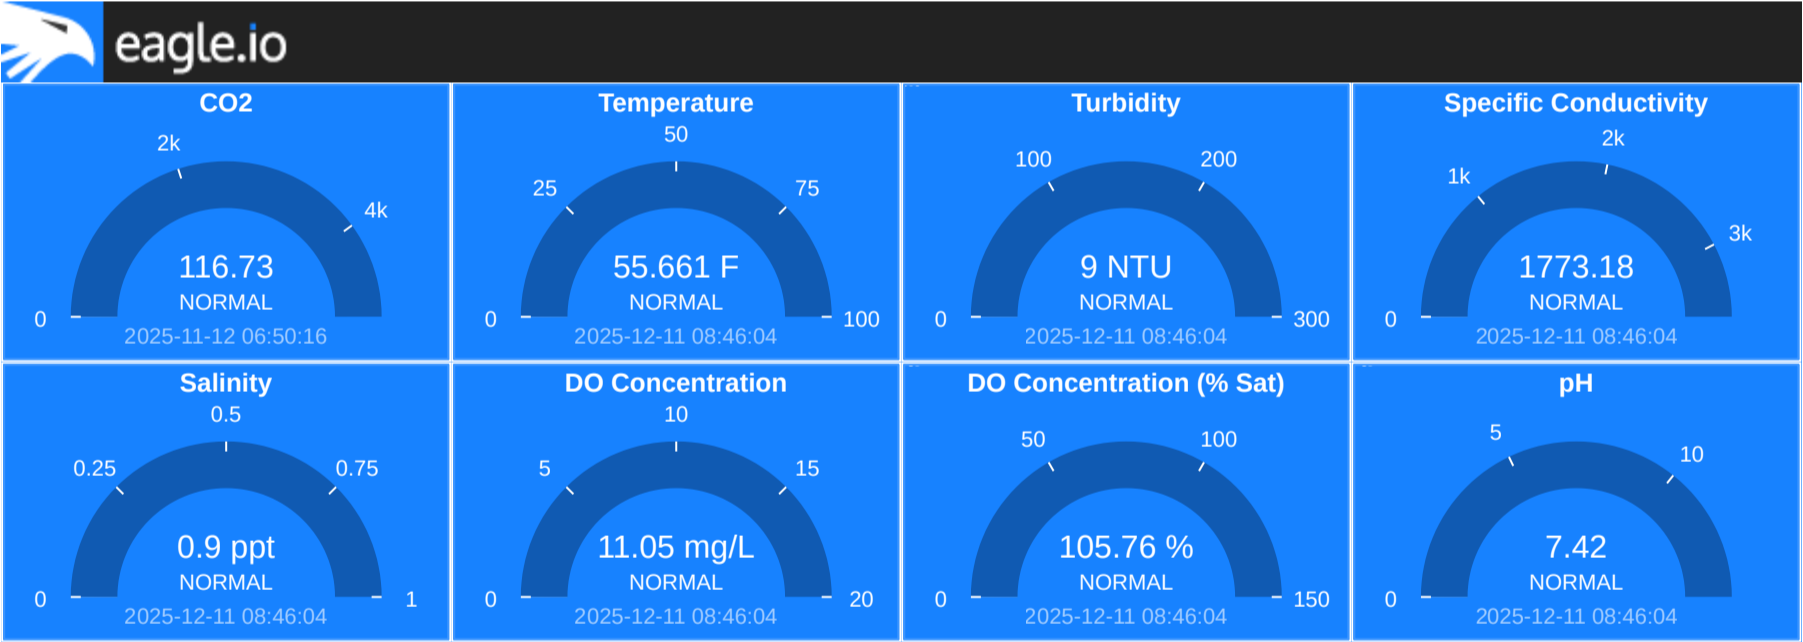 eagle.io
CO2
2k
4k
116.73
NORMAL
0
2025-11-12 06:50:16
Temperature
50
25
75
55.661 F
NORMAL
0
100
2025-12-11 08:46:04
Turbidity
100
200
9 NTU
NORMAL
0
300
2025-12-11 08:46:04
Specific Conductivity
2k
1k
3k
1773.18
NORMAL
0
2025-12-11 08:46:04
Salinity
0.5
0.25
0.75
0.9 ppt
NORMAL
0
1
2025-12-11 08:46:04
DO Concentration
10
5
15
11.05 mg/L
NORMAL
0
20
2025-12-11 08:46:04
DO Concentration (% Sat)
50
100
105.76 %
NORMAL
0
150
2025-12-11 08:46:04
pH
5
10
7.42
NORMAL
0
2025-12-11 08:46:04